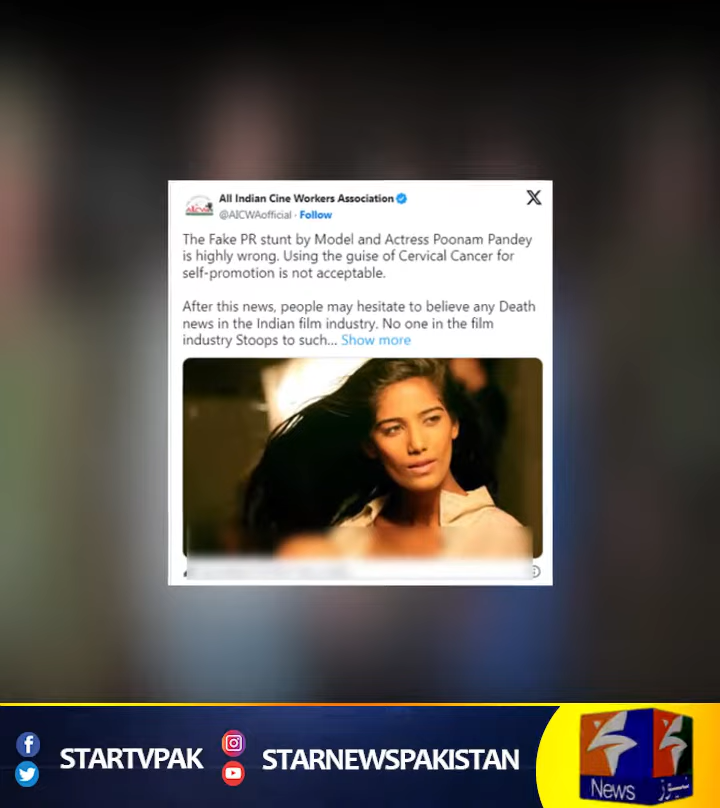 All Indian Cine Workers Association
X
@AICWAofficial · Follow
The Fake PR stunt by Model and Actress Poonam Pandey
is highly wrong. Using the guise of Cervical Cancer for
self-promotion is not acceptable.
After this news, people may hesitate to believe any Death
news in the Indian film industry. No one in the film
industry Stoops to such... Show more
STARTVPAK
STARNEWSPAKISTAN
News
نیوز